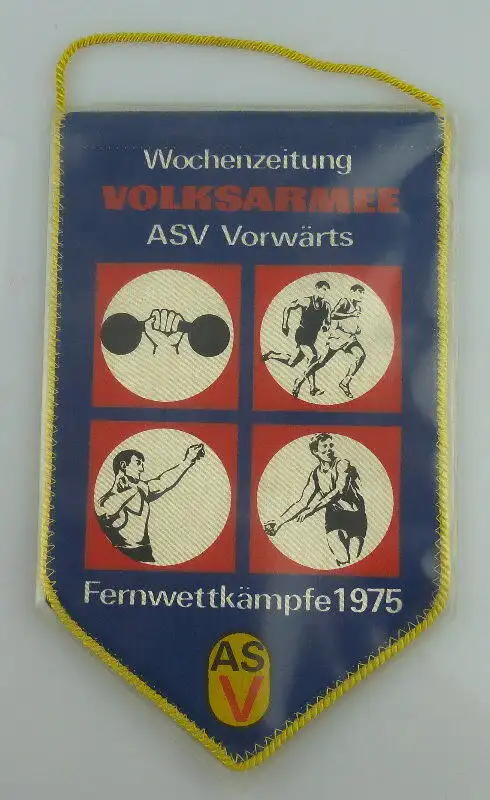 Wochenzeitung
VOLKSARMEE
ASV Vorwärts
Fernwettkämpfe 1975
AS
V